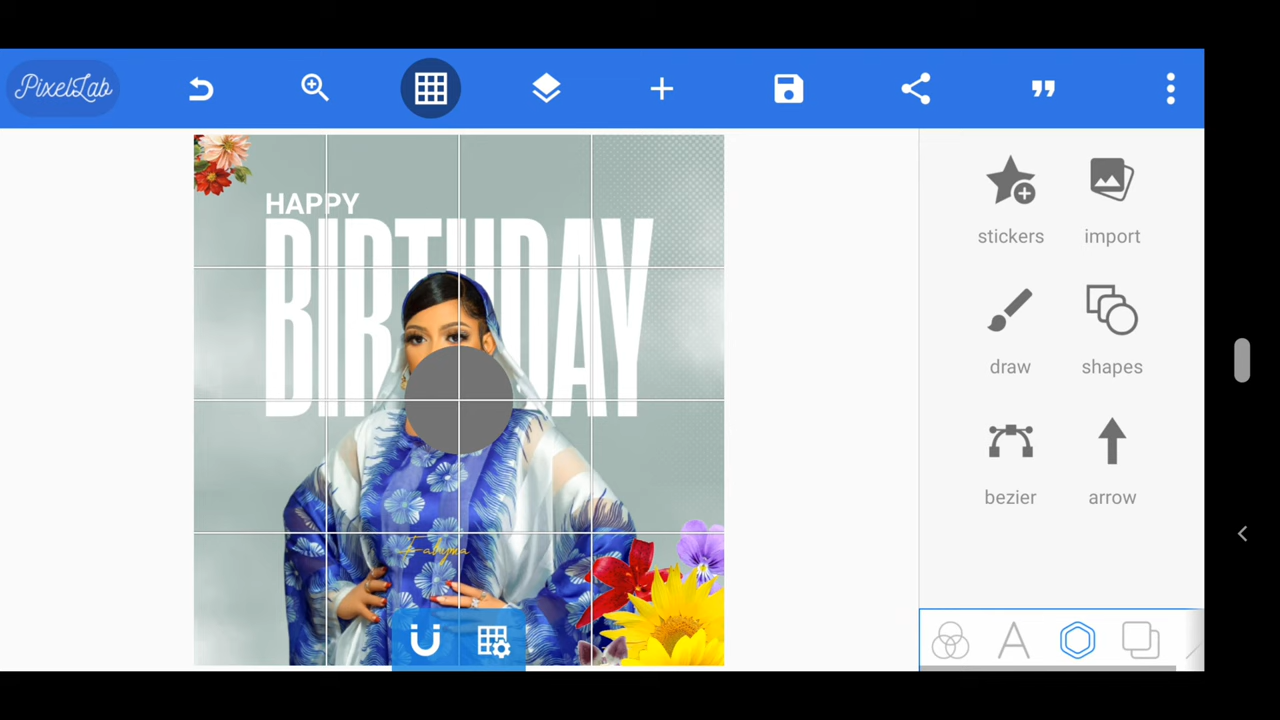 PixelLab
HAPPY
BIRTHDAY
stickers
import
draw
shapes
bezier
arrow